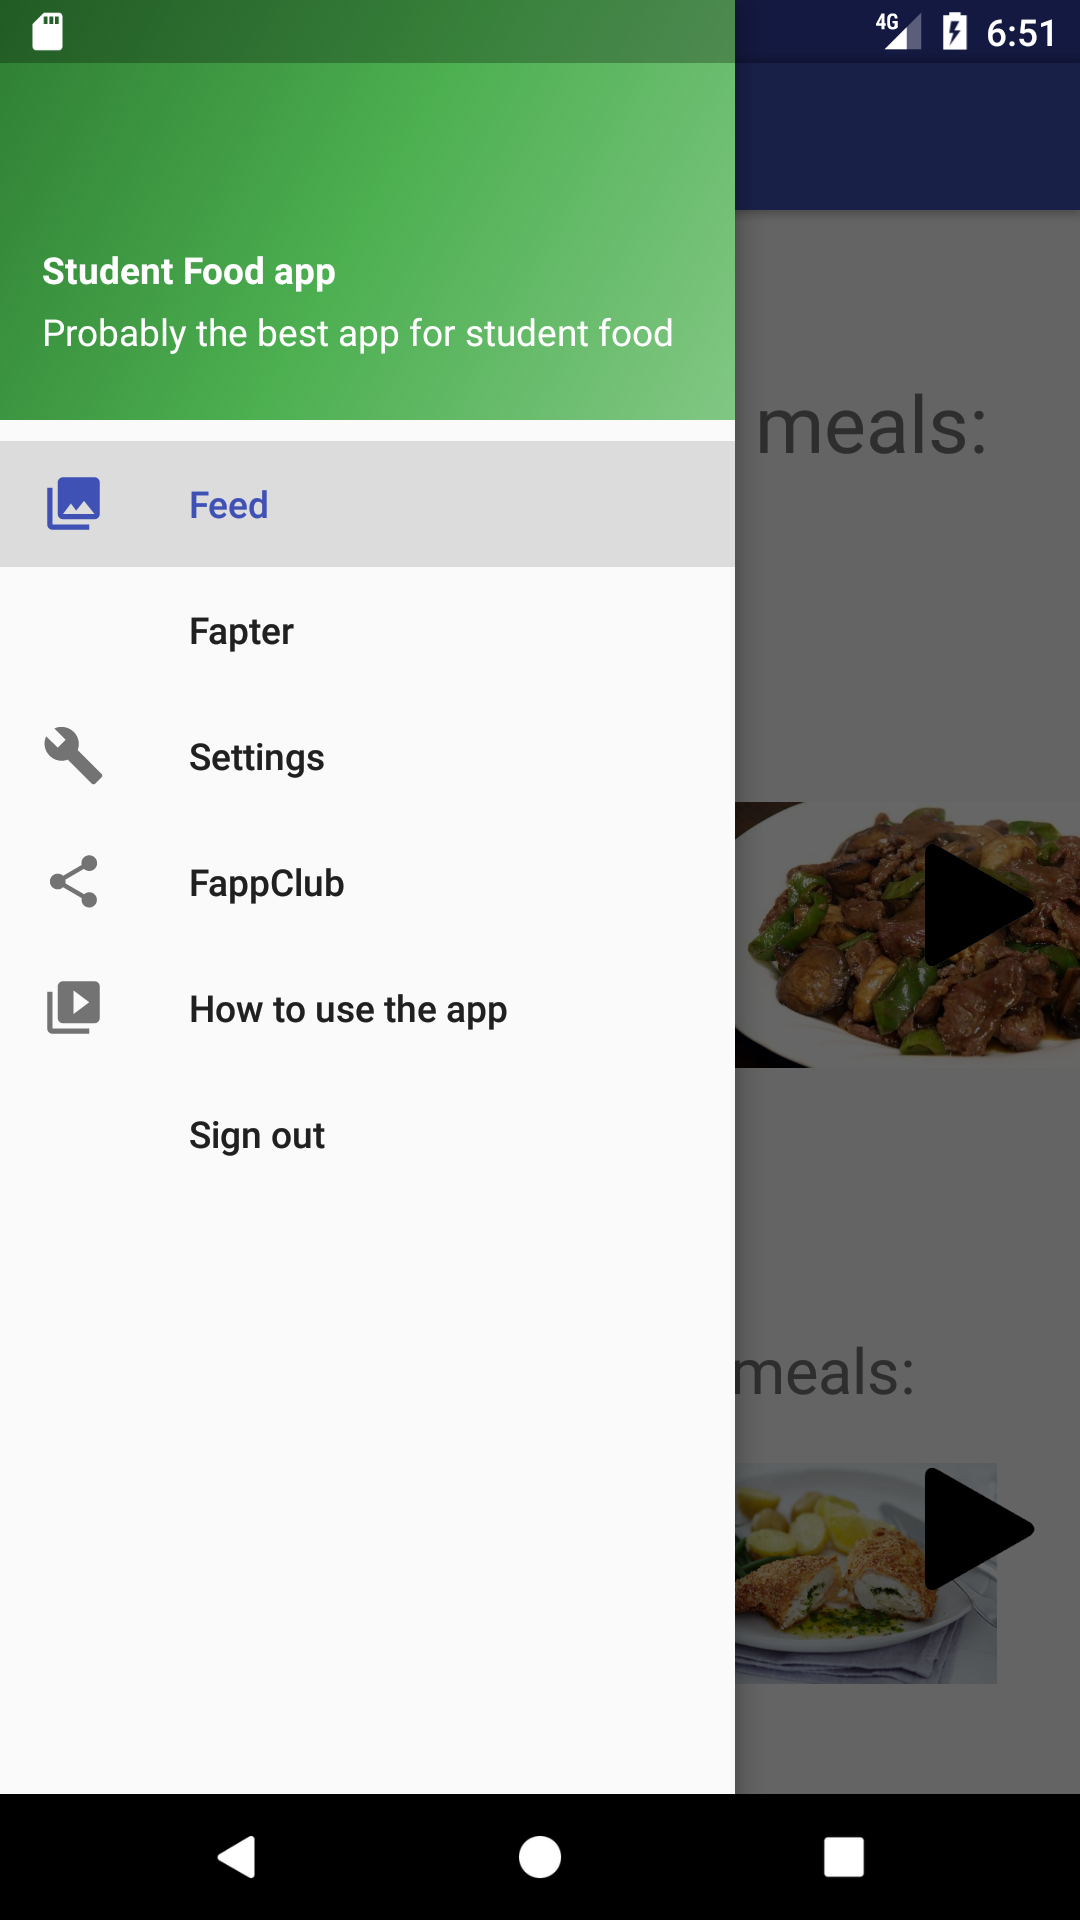 4G 6:51
Student Food app
Probably the best app for student food
meals:
Feed
Fapter
Settings
FappClub
How to use the app
Sign out
meals: